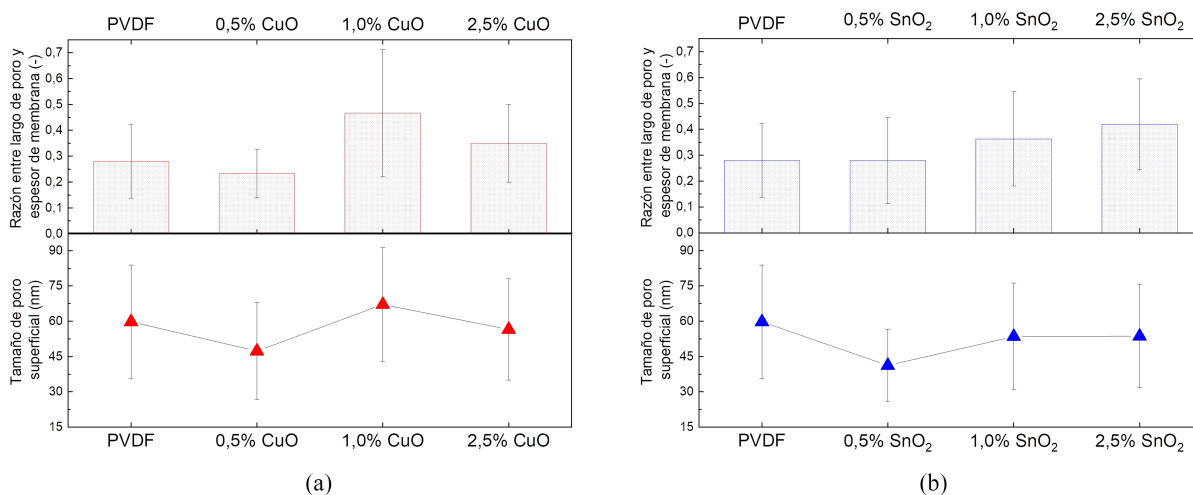 PVDF 0,5% CuO 1,0% CuO 2,5% CuO
Razón entre largo de poro y
espesor de membrana (-)
0,7
0,6
0,5
0,4
0,3
0,2
0,1
0,0
Tamaño de poro
superficial (nm)
90
75
60
45
30
15
PVDF 0,5% CuO 1,0% CuO 2,5% CuO
(a)
PVDF 0,5% SnO₂ 1,0% SnO₂ 2,5% SnO₂
Razón entre largo de poro y
espesor de membrana (-)
0,7
0,6
0,5
0,4
0,3
0,2
0,1
0,0
Tamaño de poro
superficial (nm)
90
75
60
45
30
15
PVDF 0,5% SnO₂ 1,0% SnO₂ 2,5% SnO₂
(b)